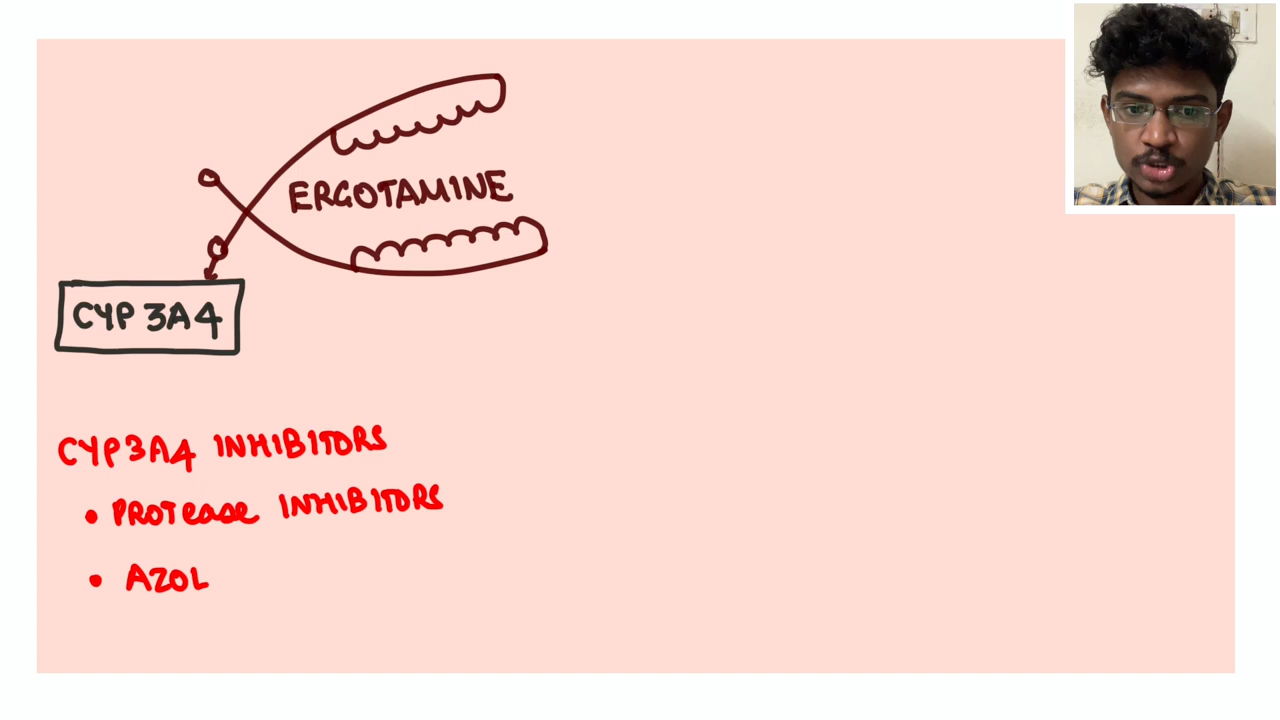 ERGOTAMINE
CYP 3A4
CYP3A4 INHIBITORS
• PROTease INHIBITORS
• AZOL